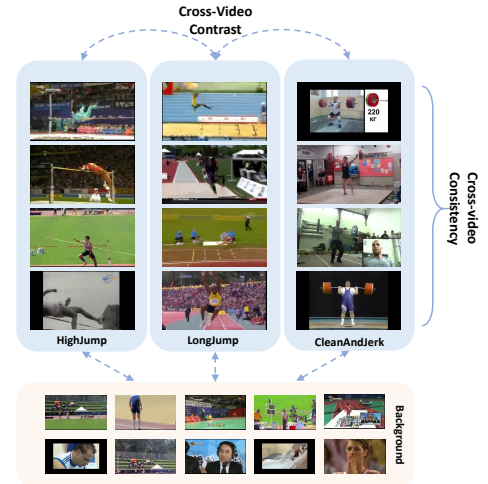 Cross-Video
Contrast
220
кг
Cross-video
Consistency
HighJump
LongJump
CleanAndJerk
Background